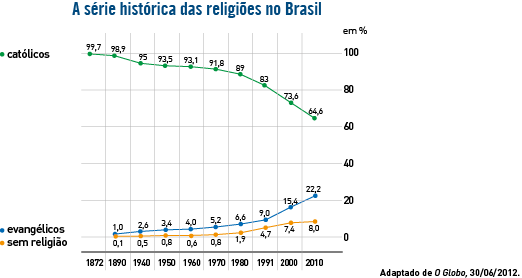 A série histórica das religiões no Brasil
em %
católicos
99,7 98,9 95 93,5 93,1 91,8 89 83 73,6 64,6
100
80
60
40
20
0
evangélicos
1,0 2,6 3,4 4,0 5,2 6,6 9,0 15,4 22,2
sem religião
0,1 0,5 0,8 0,6 0,8 1,9 4,7 7,4 8,0
1872 1890 1940 1950 1960 1970 1980 1991 2000 2010
Adaptado de O Globo, 30/06/2012.